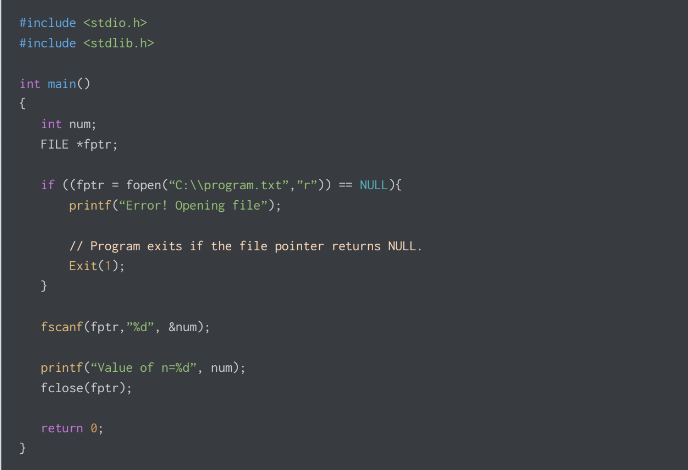 #include <stdio.h>
#include <stdlib.h>
int main()
{
int num;
FILE *fptr;
if ((fptr = fopen(“C:\\program.txt”,”r”)) == NULL){
printf(“Error! Opening file”);
// Program exits if the file pointer returns NULL.
Exit(1);
}
fscanf(fptr,”%d”, &num);
printf(“Value of n=%d”, num);
fclose(fptr);
return 0;
}